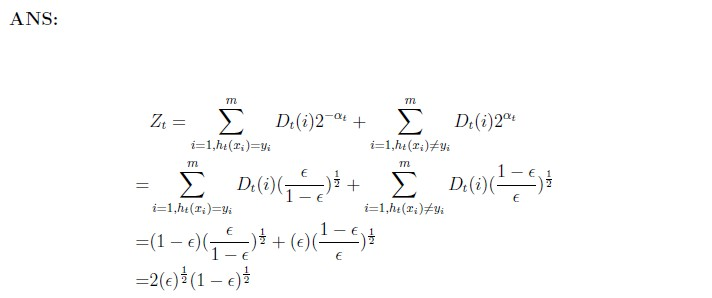 ANS:
Z_t = \sum_{i=1,h_t(x_i)=y_i}^{m} D_t(i)2^{-\alpha_t} + \sum_{i=1,h_t(x_i)\neq y_i}^{m} D_t(i)2^{\alpha_t}
= \sum_{i=1,h_t(x_i)=y_i}^{m} D_t(i)(\frac{\epsilon}{1-\epsilon})^{\frac{1}{2}} + \sum_{i=1,h_t(x_i)\neq y_i}^{m} D_t(i)(\frac{1-\epsilon}{\epsilon})^{\frac{1}{2}}
=(1-\epsilon)(\frac{\epsilon}{1-\epsilon})^{\frac{1}{2}} + (\epsilon)(\frac{1-\epsilon}{\epsilon})^{\frac{1}{2}}
=2(\epsilon)^{\frac{1}{2}}(1-\epsilon)^{\frac{1}{2}}